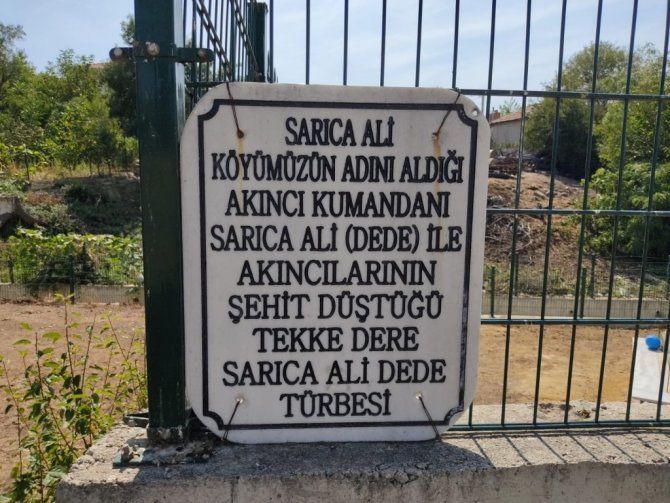 SARICA ALİ
KÖYÜMÜZÜN ADINI ALDIĞI
AKINCI KUMANDANI
SARICA ALİ (DEDE) İLE
AKINCILARININ
ŞEHİT DÜŞTÜĞÜ
TEKKE DERE
SARICA ALİ DEDE
TÜRBESİ